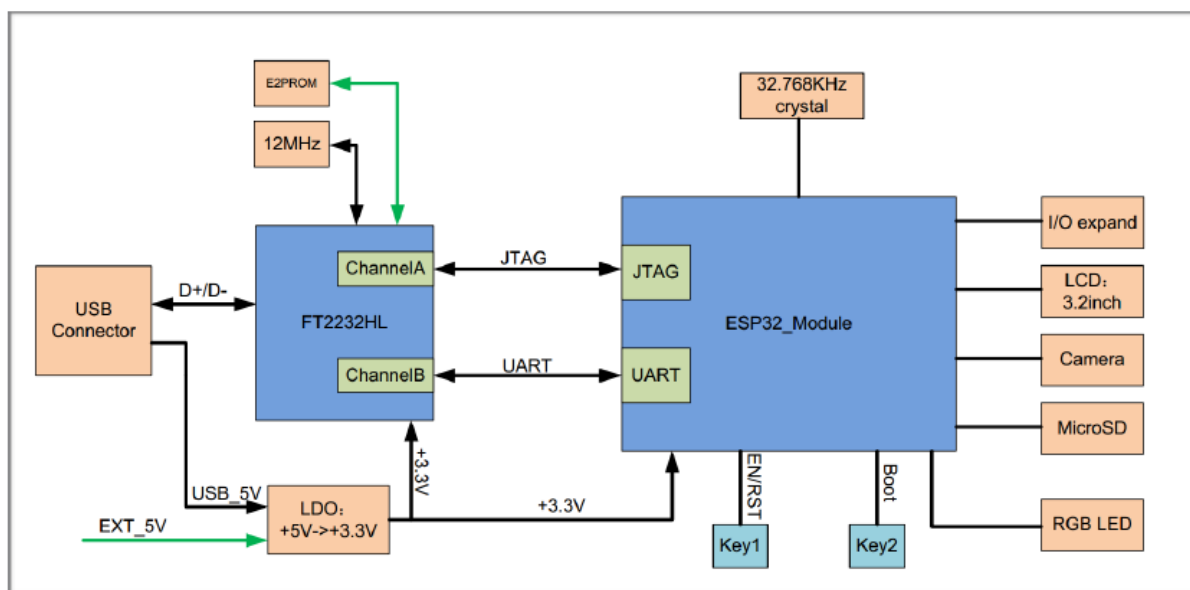 E2PROM
12MHz
32.768KHz
crystal
I/O expand
LCD：
3.2inch
Camera
MicroSD
RGB LED
USB
Connector
D+/D-
FT2232HL
ChannelA
ChannelB
JTAG
UART
JTAG
UART
ESP32_Module
USB_5V
EXT_5V
LDO：
+5V->+3.3V
+3.3V
+3.3V
EN/RST
Boot
Key1
Key2